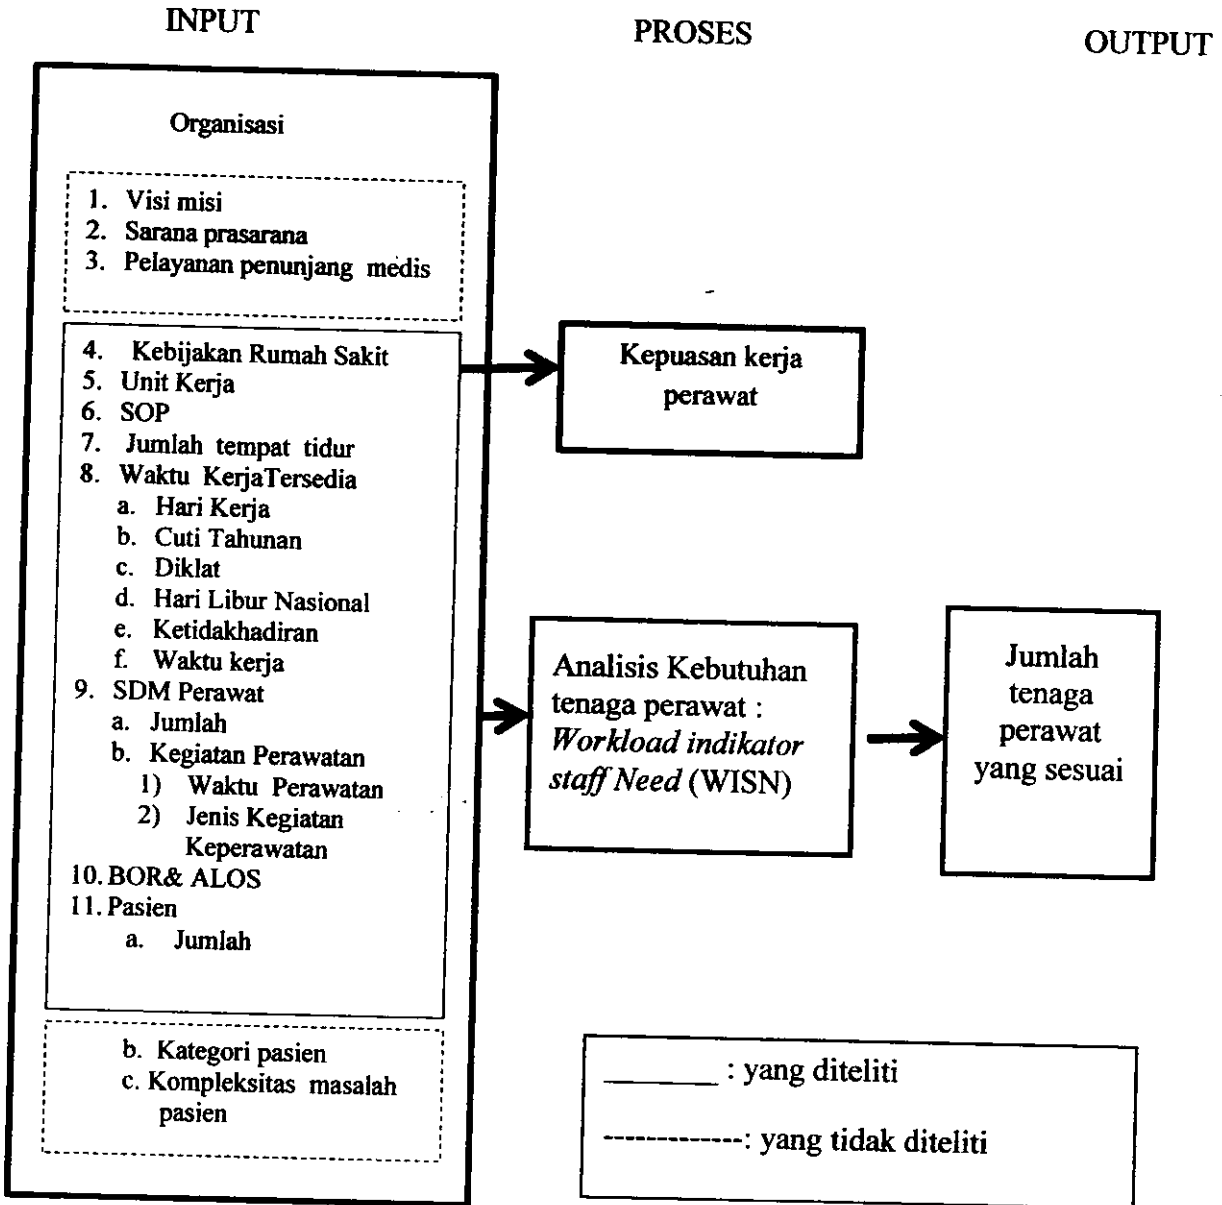 INPUT
PROSES
OUTPUT
Organisasi
1. Visi misi
2. Sarana prasarana
3. Pelayanan penunjang medis
4. Kebijakan Rumah Sakit
5. Unit Kerja
6. SOP
7. Jumlah tempat tidur
8. Waktu KerjaTersedia
a. Hari Kerja
b. Cuti Tahunan
c. Diklat
d. Hari Libur Nasional
e. Ketidakhadiran
f. Waktu kerja
9. SDM Perawat
a. Jumlah
b. Kegiatan Perawatan
1) Waktu Perawatan
2) Jenis Kegiatan
Keperawatan
10. BOR& ALOS
11. Pasien
a. Jumlah
b. Kategori pasien
c. Kompleksitas masalah
pasien
Kepuasan kerja
perawat
Analisis Kebutuhan
tenaga perawat :
Workload indikator
staff Need (WISN)
Jumlah
tenaga
perawat
yang sesuai
_______ : yang diteliti
-------------: yang tidak diteliti